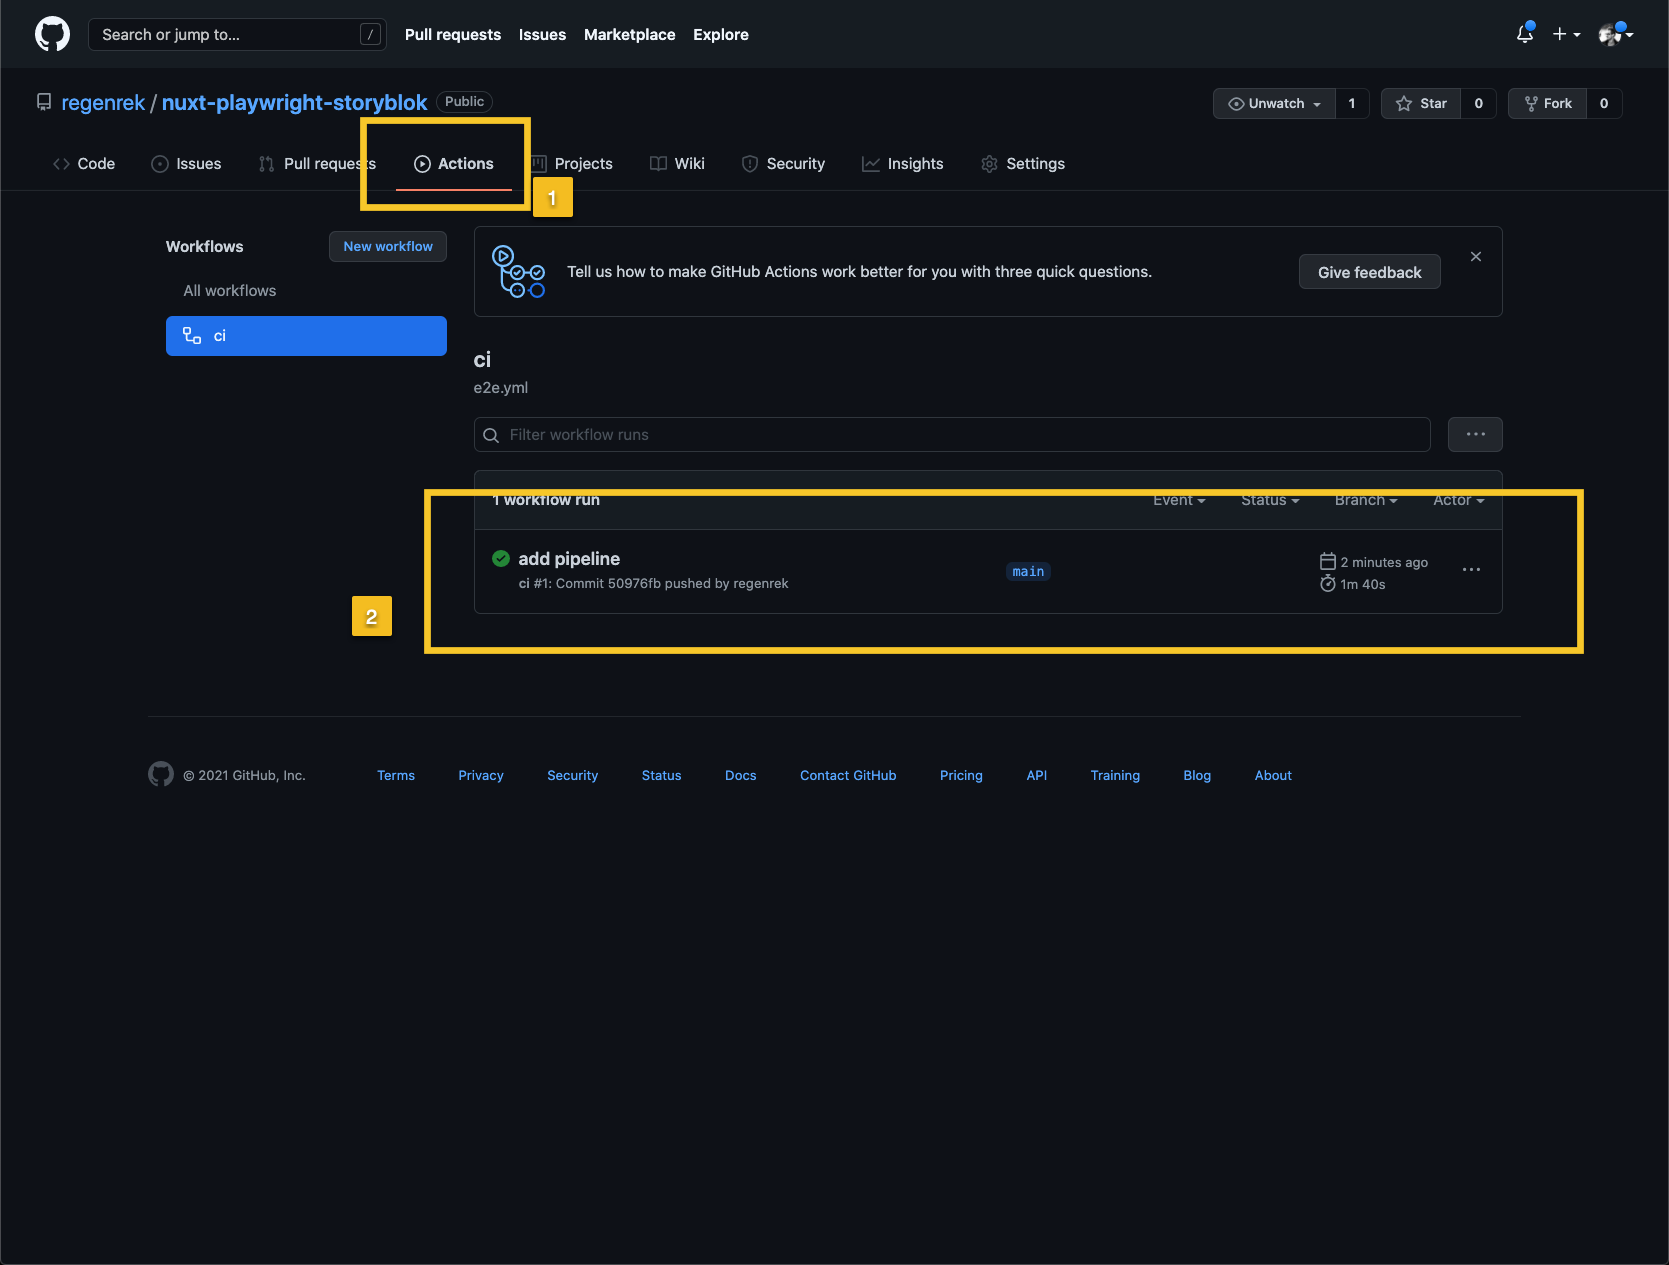 Search or jump to... /
Pull requests Issues Marketplace Explore
regenrek / nuxt-playwright-storyblok Public
Unwatch 1 Star 0 Fork 0
Code Issues Pull requests Actions Projects Wiki Security Insights Settings
1
Workflows New workflow
All workflows
ci
Tell us how to make GitHub Actions work better for you with three quick questions. Give feedback
ci
e2e.yml
Filter workflow runs
1 workflow run Event Status Branch Actor
add pipeline
ci #1: Commit 50976fb pushed by regenrek
main
2 minutes ago
1m 40s
2
© 2021 GitHub, Inc. Terms Privacy Security Status Docs Contact GitHub Pricing API Training Blog About